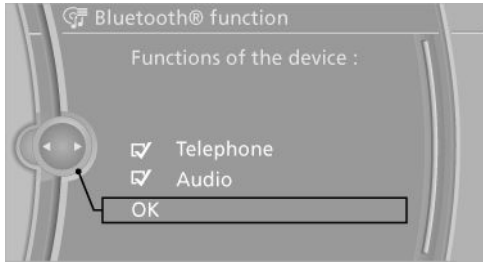 Bluetooth® function
Functions of the device :
Telephone
Audio
OK